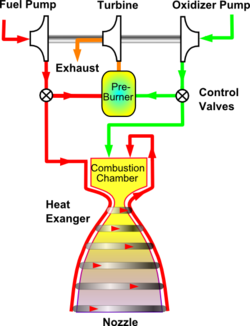 Fuel Pump Turbine Oxidizer Pump
Exhaust
Pre-
Burner
Control
Valves
Combustion
Chamber
Heat
Exanger
Nozzle